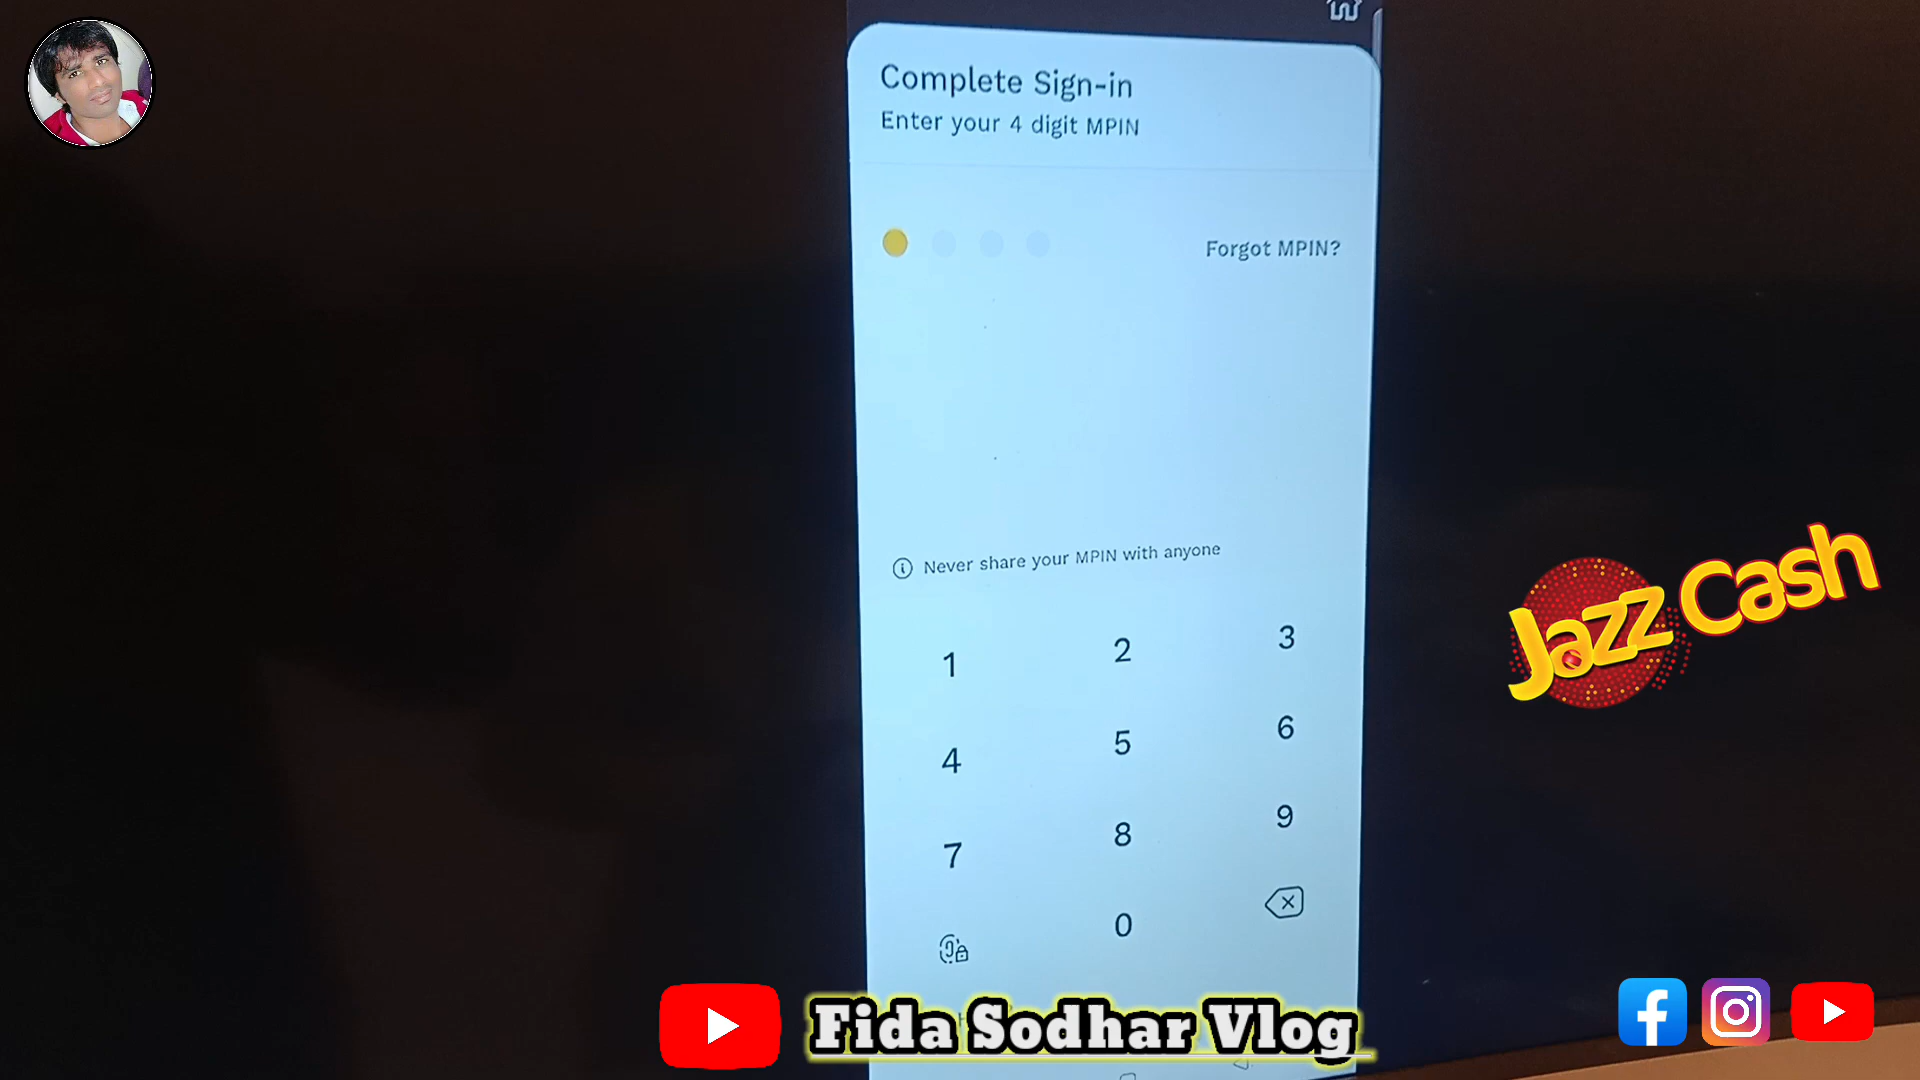 Complete Sign-in
Enter your 4 digit MPIN
Forgot MPIN?
Never share your MPIN with anyone
1 2 3
4 5 6
7 8 9
0
Jazz Cash
Fida Sodhar Vlog